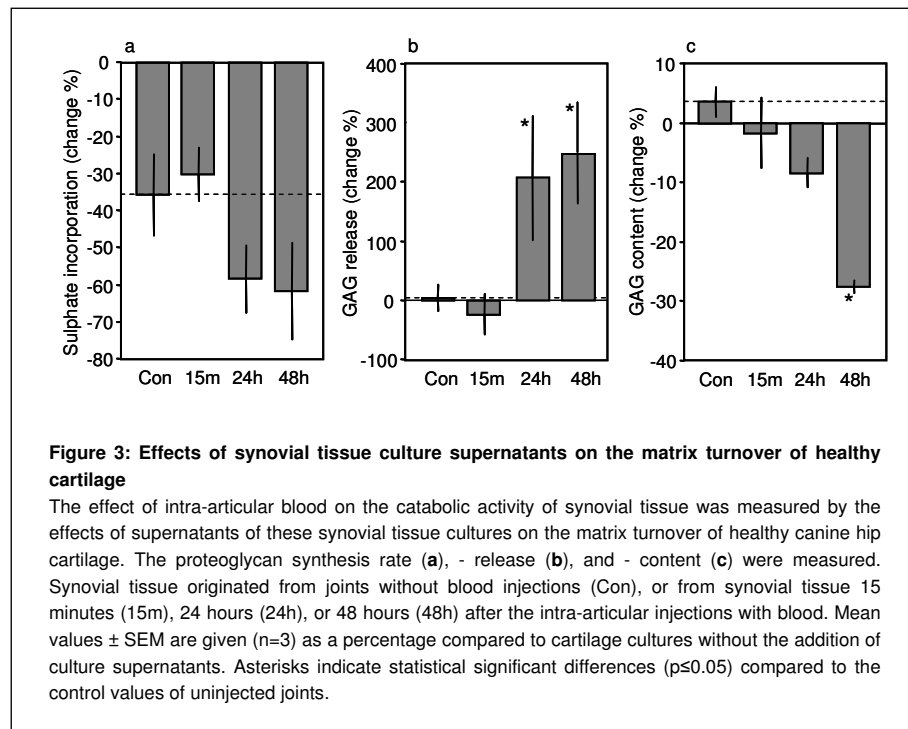 a
b
c
Sulphate incorporation (change %)
0
-10
-20
-30
-40
-50
-60
-70
-80
Con 15m 24h 48h
GAG release (change %)
400
300
200
100
0
-100
* *
Con 15m 24h 48h
GAG content (change %)
10
0
-10
-20
-30
-40
*
Con 15m 24h 48h
Figure 3: Effects of synovial tissue culture supernatants on the matrix turnover of healthy
cartilage
The effect of intra-articular blood on the catabolic activity of synovial tissue was measured by the
effects of supernatants of these synovial tissue cultures on the matrix turnover of healthy canine hip
cartilage. The proteoglycan synthesis rate (a), - release (b), and - content (c) were measured.
Synovial tissue originated from joints without blood injections (Con), or from synovial tissue 15
minutes (15m), 24 hours (24h), or 48 hours (48h) after the intra-articular injections with blood. Mean
values ± SEM are given (n=3) as a percentage compared to cartilage cultures without the addition of
culture supernatants. Asterisks indicate statistical significant differences (p≤0.05) compared to the
control values of uninjected joints.